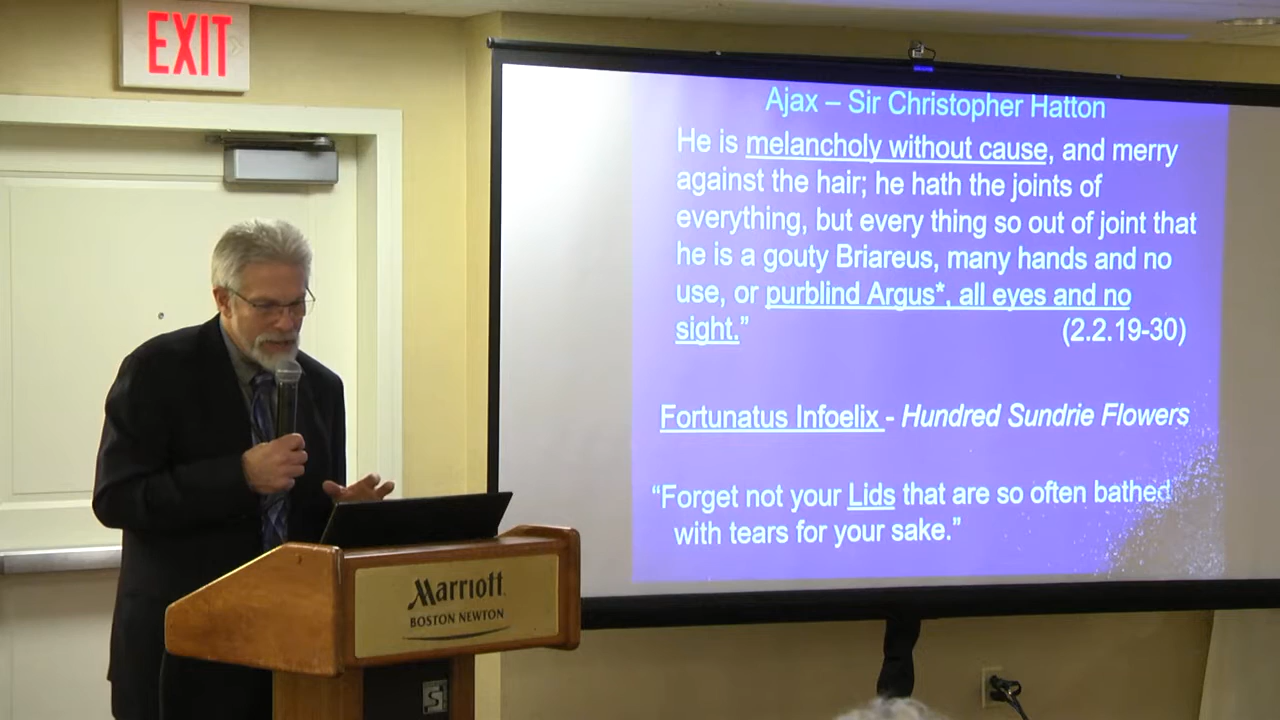 EXIT
Ajax – Sir Christopher Hatton
He is melancholy without cause, and merry
against the hair; he hath the joints of
everything, but every thing so out of joint that
he is a gouty Briareus, many hands and no
use, or purblind Argus*, all eyes and no
sight.” (2.2.19-30)
Fortunatus Infoelix - Hundred Sundrie Flowers
“Forget not your Lids that are so often bathed
with tears for your sake.”
Marriott
BOSTON NEWTON
S